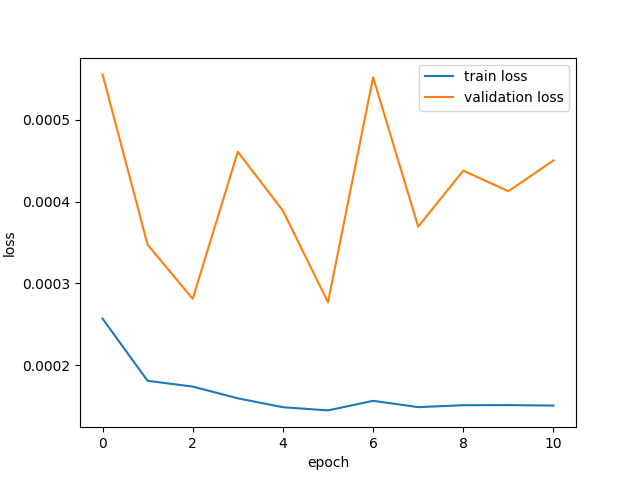 train loss
validation loss
0.0005
0.0004
0.0003
0.0002
loss
0 2 4 6 8 10
epoch